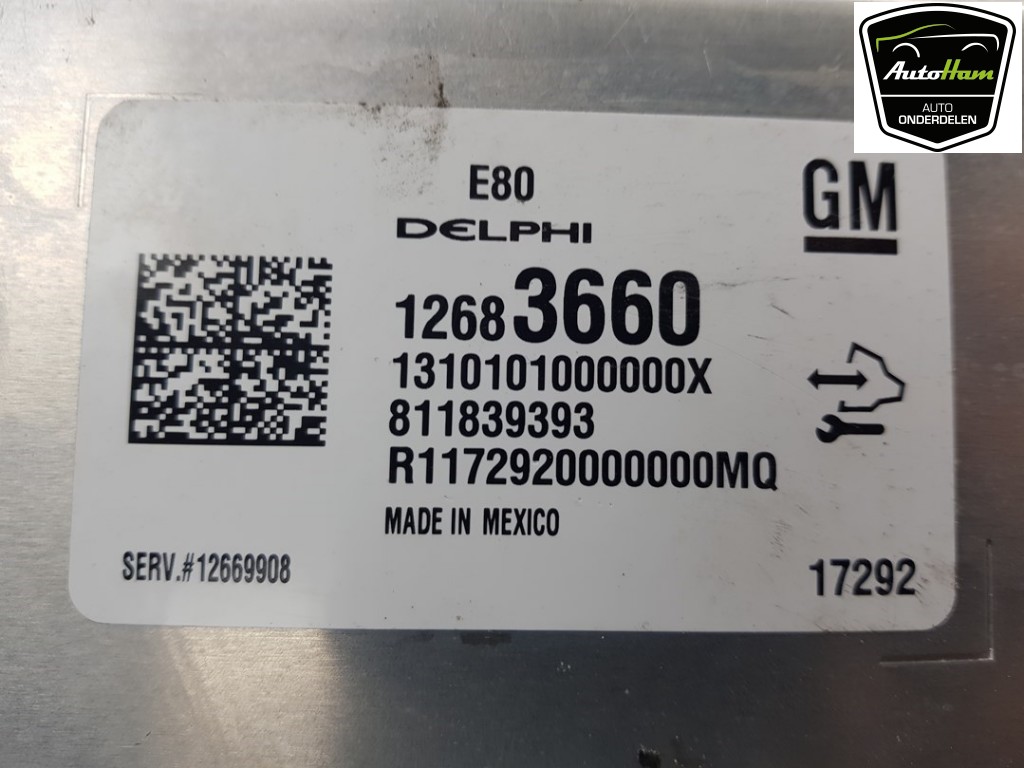 AutoHam
AUTO
ONDERDELEN
E80
DELPHI
GM
12683660
1310101000000X
811839393
R1172920000000MQ
MADE IN MEXICO
SERV.#12669908
17292